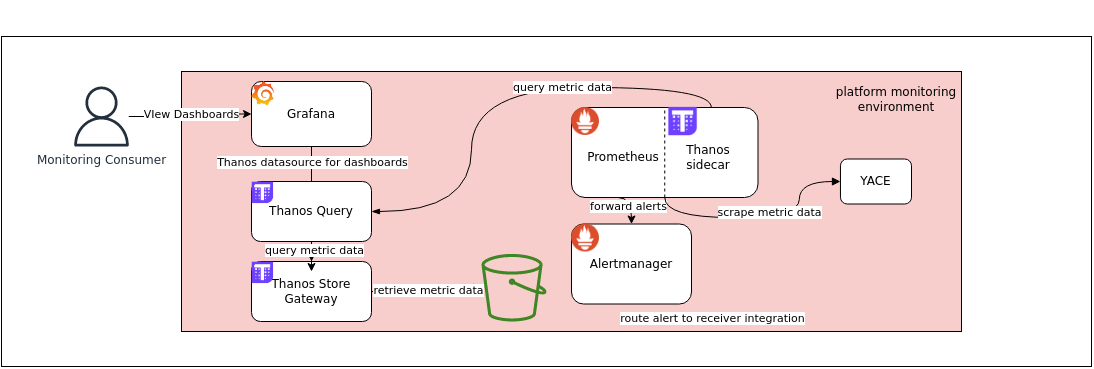 query metric data
platform monitoring
environment
Grafana
VIew Dashboards
Monitoring Consumer
Thanos datasource for dashboards
Prometheus
Thanos
sidecar
YACE
Thanos Query
forward alerts
scrape metric data
query metric data
Alertmanager
Thanos Store
Gateway
retrieve metric data
route alert to receiver integration